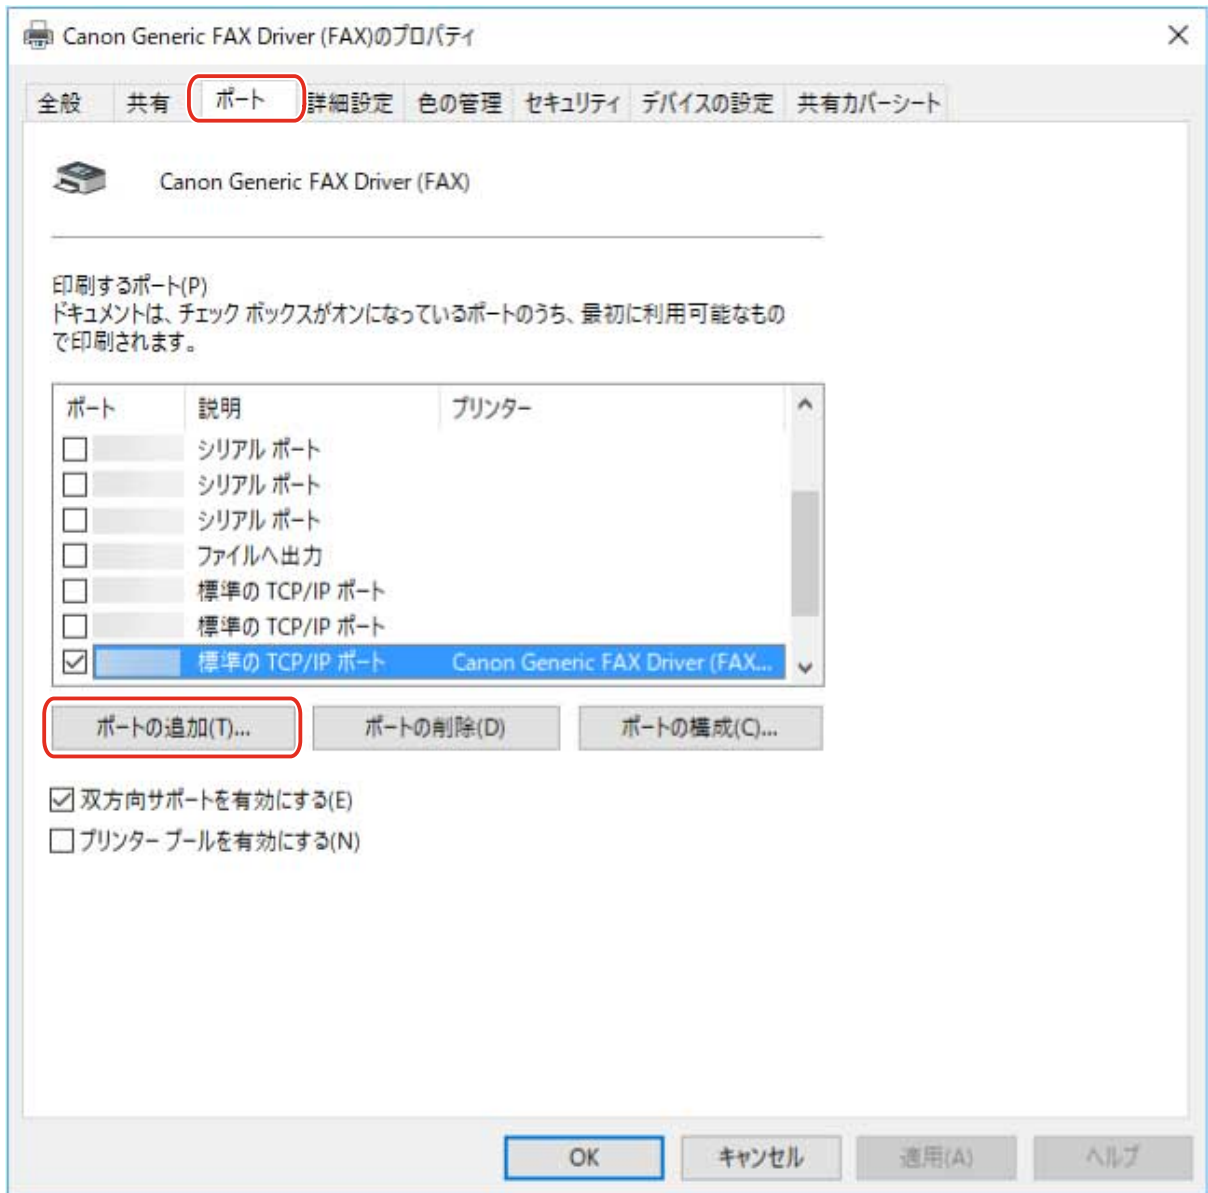 Canon Generic FAX Driver (FAX)のプロパティ
全般 共有 ポート 詳細設定 色の管理 セキュリティ デバイスの設定 共有カバーシート
Canon Generic FAX Driver (FAX)
印刷するポート(P)
ドキュメントは、チェック ボックスがオンになっているポートのうち、最初に利用可能なもの
で印刷されます。
ポート 説明 プリンター
シリアル ポート
シリアル ポート
シリアル ポート
ファイルへ出力
標準の TCP/IP ポート
標準の TCP/IP ポート
標準の TCP/IP ポート Canon Generic FAX Driver (FAX...
ポートの追加(T)... ポートの削除(D) ポートの構成(C)...
双方向サポートを有効にする(E)
プリンター プールを有効にする(N)
OK キャンセル 適用(A) ヘルプ